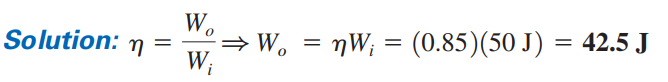 Solution: η = W_o / W_i ⇒ W_o = ηW_i = (0.85)(50 J) = 42.5 J